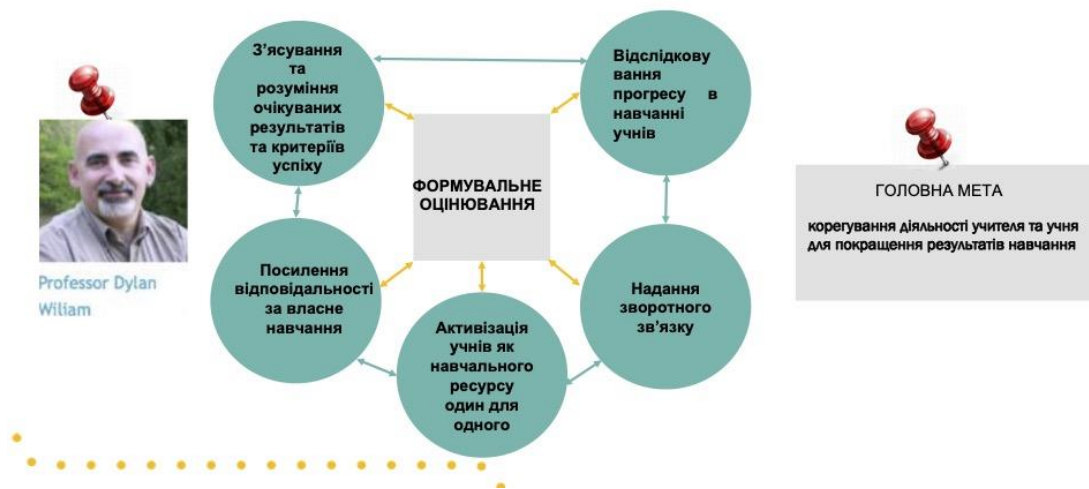 З’ясування
та
розуміння
очікуваних
результатів
та критеріїв
успіху
Відслідкову
вання
прогресу в
навчанні
учнів
ФОРМУВАЛЬНЕ
ОЦІНЮВАННЯ
Professor Dylan
Wiliam
Посилення
відповідальності
за власне
навчання
Активізація
учнів як
навчального
ресурсу
один для
одного
Надання
зворотного
зв’язку
ГОЛОВНА МЕТА
корегування діяльності учителя та учня
для покращення результатів навчання